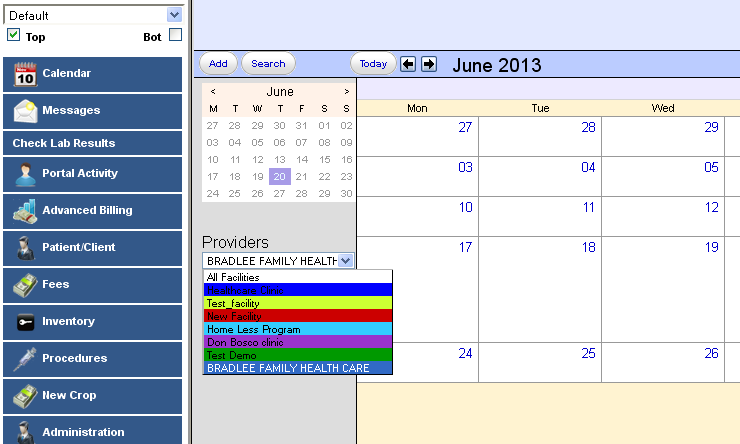 Default
Top Bot
Nov 10 Calendar
Messages
Check Lab Results
Portal Activity
Advanced Billing
Patient/Client
Fees
Inventory
Procedures
New Crop
Administration
Add Search Today June 2013
< June >
M T W T F S S
27 28 29 30 31 01 02
03 04 05 06 07 08 09
10 11 12 13 14 15 16
17 18 19 20 21 22 23
24 25 26 27 28 29 30
Providers
BRADLEE FAMILY HEALTH
All Facilities
Test_facility
New Facility
Home Less Program
Don Bosco clinic
Test Demo
BRADLEE FAMILY HEALTH CARE
Mon Tue Wed
27 28 29
03 04 05
10 11 12
17 18 19
24 25 26